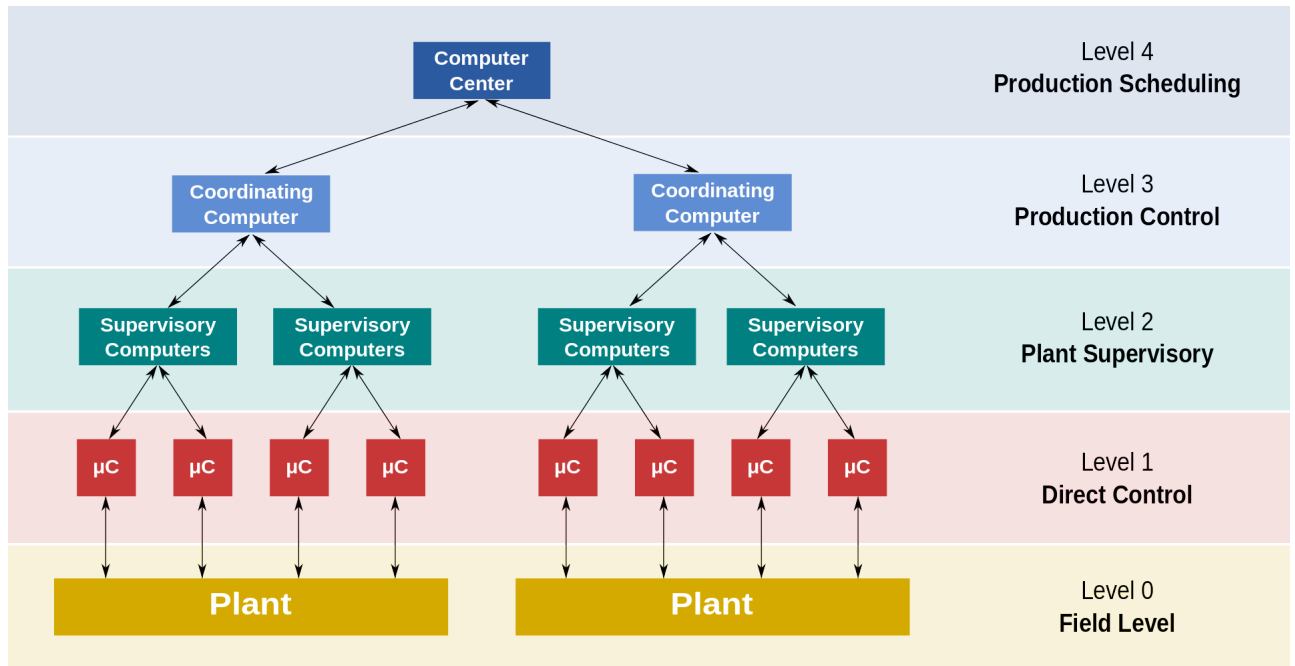 Computer
Center
Level 4
Production Scheduling
Coordinating
Computer
Coordinating
Computer
Level 3
Production Control
Supervisory
Computers
Supervisory
Computers
Supervisory
Computers
Supervisory
Computers
Level 2
Plant Supervisory
μC
μC
μC
μC
μC
μC
μC
μC
Level 1
Direct Control
Plant
Plant
Level 0
Field Level